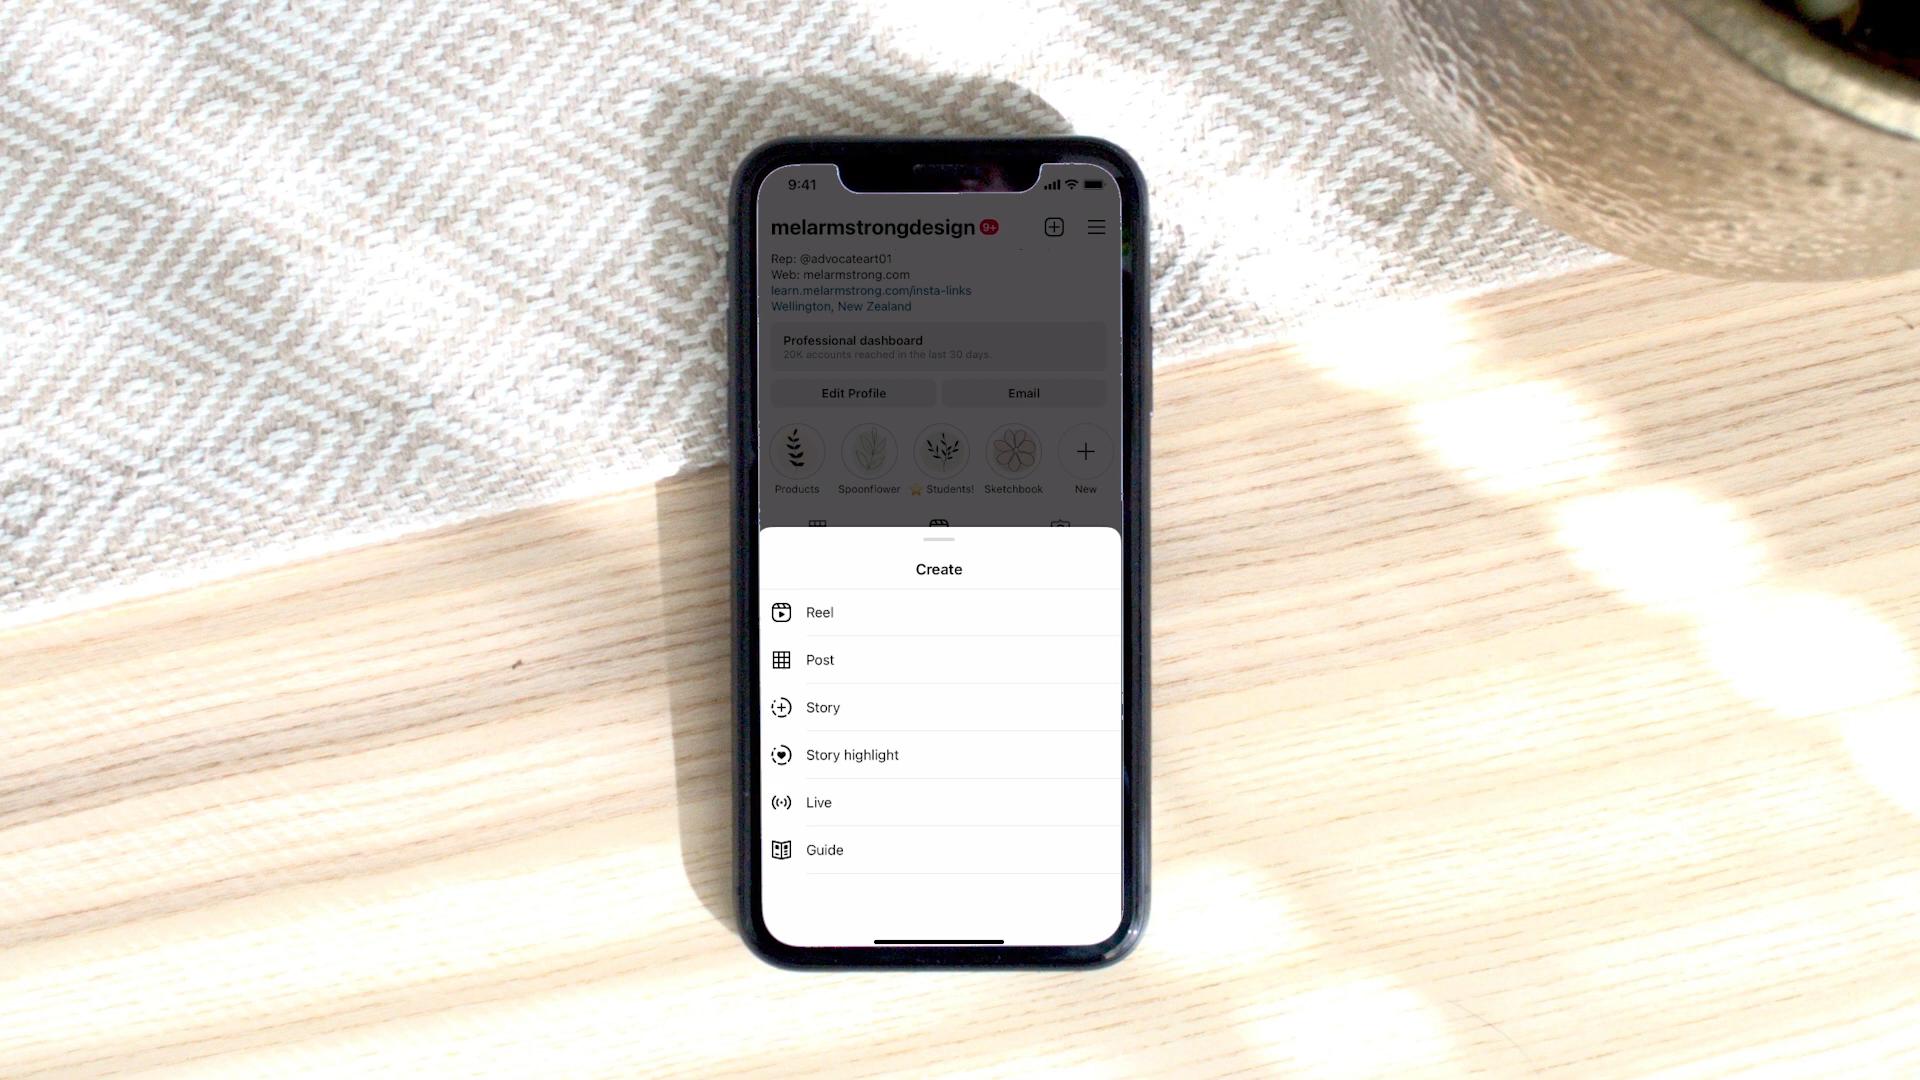 9:41
melarmstrongdesign 9+
Rep: @advocateart01
Web: melarmstrong.com
learn.melarmstrong.com/insta-links
Wellington, New Zealand
Professional dashboard
20K accounts reached in the last 30 days.
Edit Profile Email
Products Spoonflower ⭐ Students! Sketchbook New
Create
Reel
Post
Story
Story highlight
Live
Guide